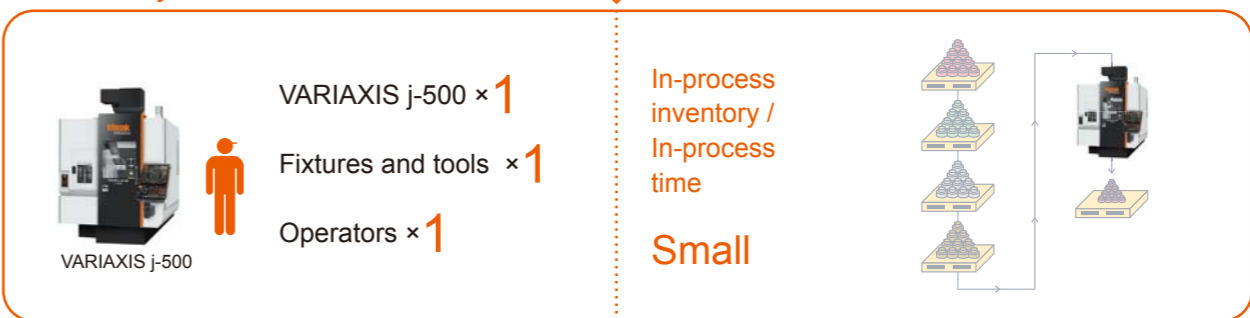 VARIAXIS j-500 × 1
Fixtures and tools × 1
Operators × 1
VARIAXIS j-500
In-process
inventory /
In-process
time
Small